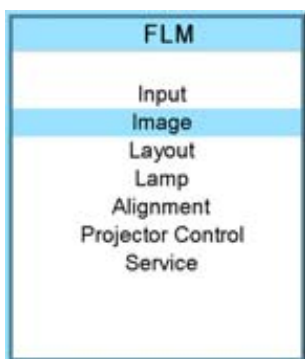 FLM
Input
Image
Layout
Lamp
Alignment
Projector Control
Service